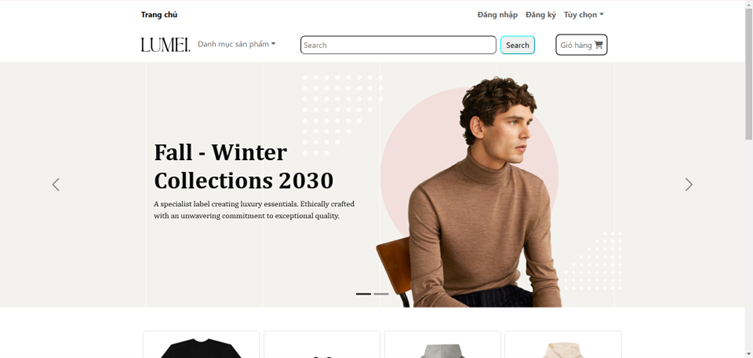 Trang chủ
Đăng nhập Đăng ký Tùy chọn
LUMEI. Danh mục sản phẩm Search Search Giỏ hàng
Fall - Winter
Collections 2030
A specialist label creating luxury essentials. Ethically crafted
with an unwavering commitment to exceptional quality.